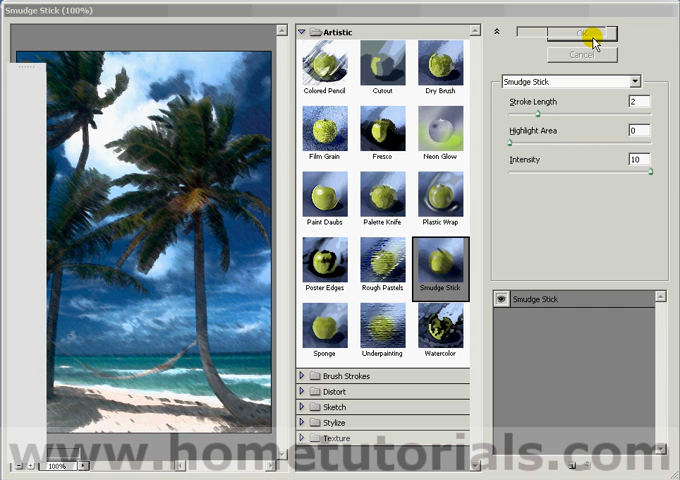 Smudge Stick (100%)
Artistic
Colored Pencil
Cutout
Dry Brush
Film Grain
Fresco
Neon Glow
Paint Daubs
Palette Knife
Plastic Wrap
Poster Edges
Rough Pastels
Smudge Stick
Sponge
Underpainting
Watercolor
Brush Strokes
Distort
Sketch
Stylize
Texture
Cancel
Smudge Stick
Stroke Length 2
Highlight Area 0
Intensity 10
Smudge Stick
100%
www.hometutorials.com